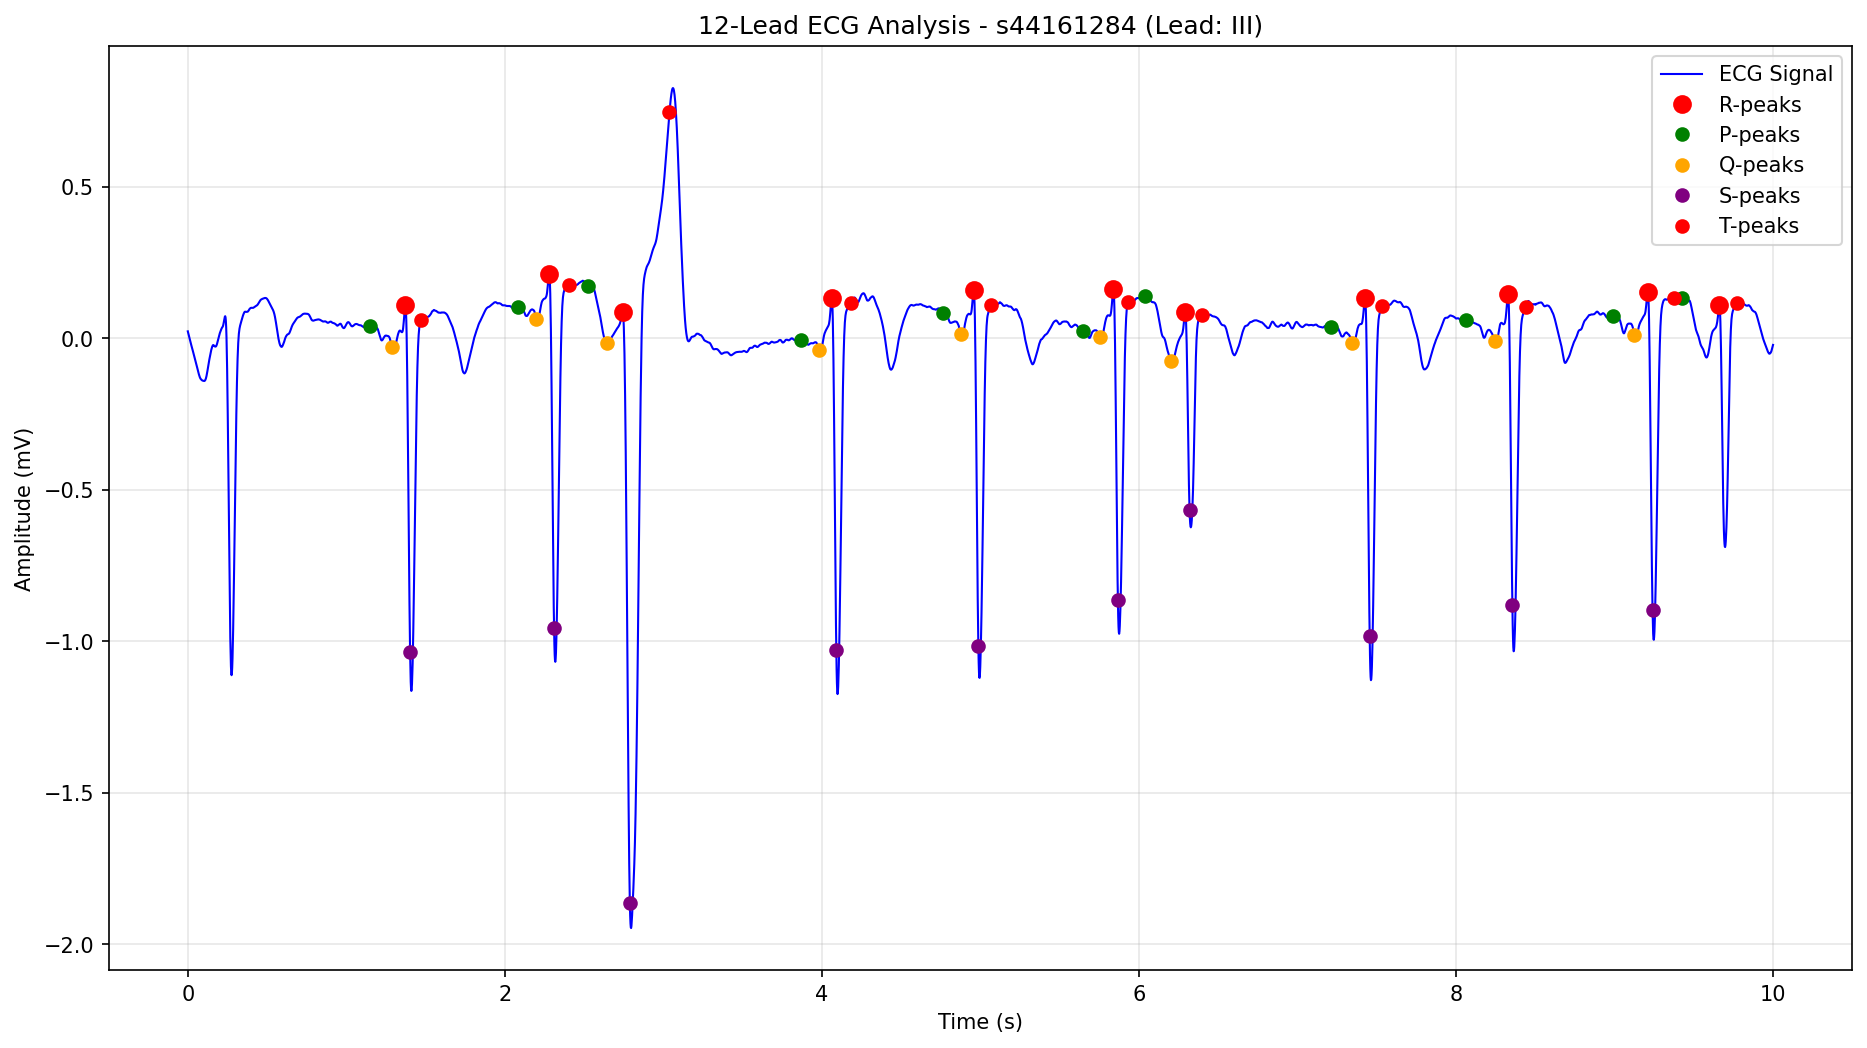 12-Lead ECG Analysis - s44161284 (Lead: III)
ECG Signal
R-peaks
P-peaks
Q-peaks
S-peaks
T-peaks
Amplitude (mV)
0.5
0.0
−0.5
−1.0
−1.5
−2.0
0 2 4 6 8 10
Time (s)